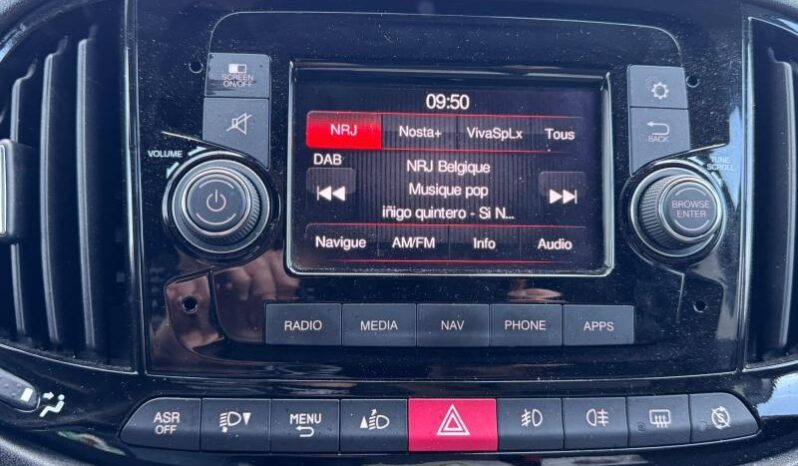 SCREEN
ON/OFF
09:50
NRJ Nosta+ VivaSpLx Tous
BACK
VOLUME
DAB
NRJ Belgique
TUNE
SCROLL
Musique pop
iñigo quintero - Si N...
BROWSE
ENTER
Navigue AM/FM Info Audio
RADIO MEDIA NAV PHONE APPS
ASR
OFF
MENU